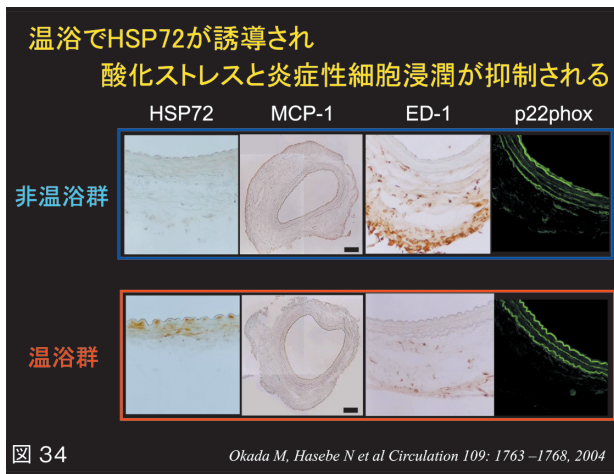 温浴でHSP72が誘導され
酸化ストレスと炎症性細胞浸潤が抑制される
HSP72 MCP-1 ED-1 p22phox
非温浴群
温浴群
図 34
Okada M, Hasebe N et al Circulation 109: 1763 –1768, 2004